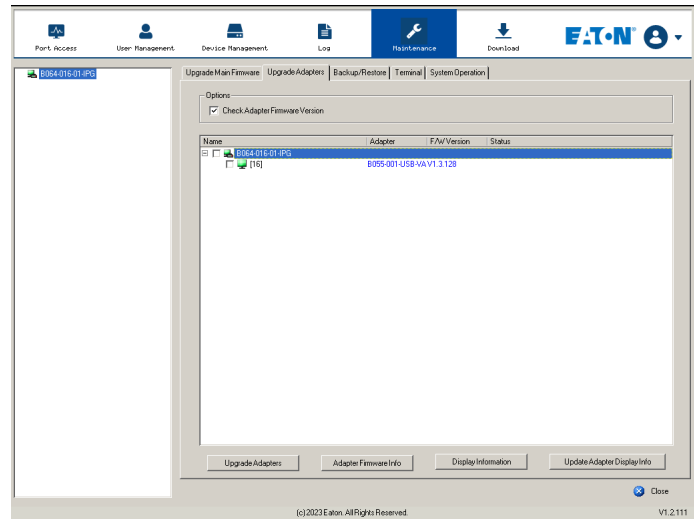 EATON
Port Access User Management Device Management Log Maintenance Download
B064-016-01-IPG
Upgrade Main Firmware Upgrade Adapters Backup/Restore Terminal System Operation
Options
Check Adapter Firmware Version
Name Adapter F/W Version Status
B064-016-01-IPG
[16] B055-001-USB-VA V1.3.128
Upgrade Adapters Adapter Firmware Info Display Information Update Adapter Display Info
Close
(c) 2023 Eaton. All Rights Reserved. V1.2.111